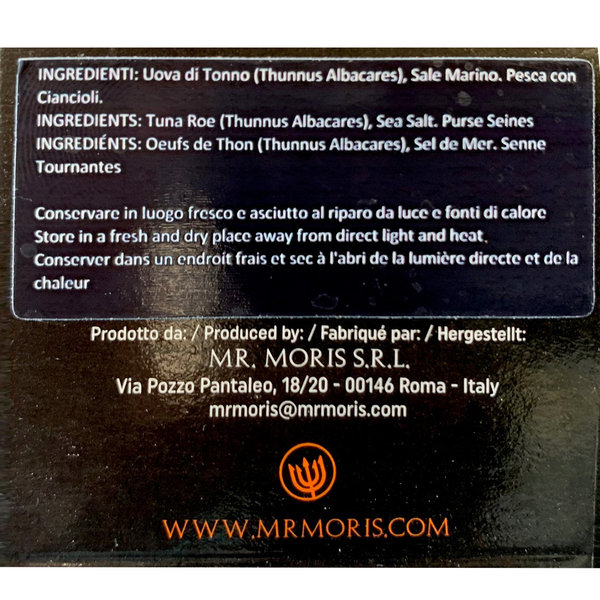 INGREDIENTI: Uova di Tonno (Thunnus Albacares), Sale Marino. Pesca con
Ciancioli.
INGREDIENTS: Tuna Roe (Thunnus Albacares), Sea Salt. Purse Seines
INGREDIÉNTS: Oeufs de Thon (Thunnus Albacares), Sel de Mer. Senne
Tournantes
Conservare in luogo fresco e asciutto al riparo da luce e fonti di calore
Store in a fresh and dry place away from direct light and heat.
Conserver dans un endroit frais et sec à l'abri de la lumière directe et de la
chaleur
Prodotto da: / Produced by: / Fabriqué par: / Hergestellt:
MR. MORIS S.R.L.
Via Pozzo Pantaleo, 18/20 - 00146 Roma - Italy
mrmoris@mrmoris.com
WWW.MRMORIS.COM